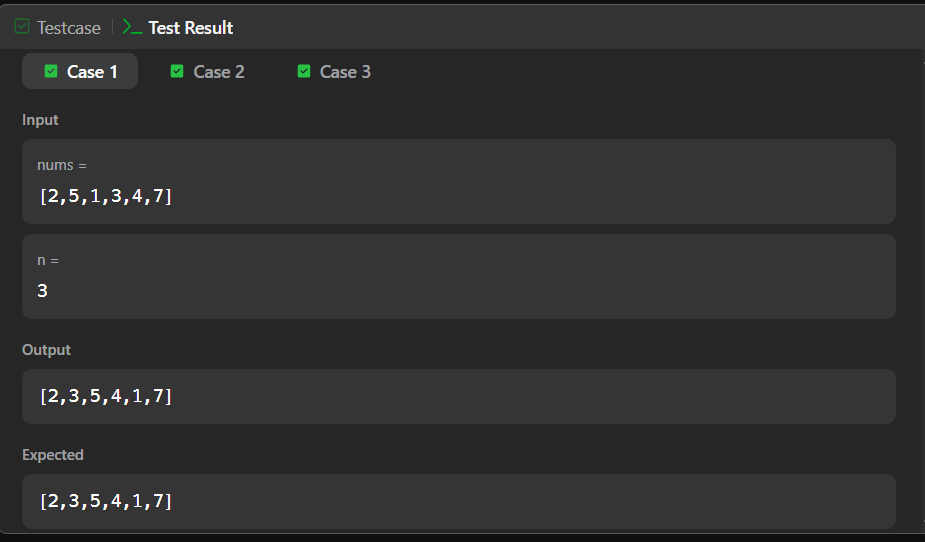 Testcase Test Result
Case 1 Case 2 Case 3
Input
nums =
[2,5,1,3,4,7]
n =
3
Output
[2,3,5,4,1,7]
Expected
[2,3,5,4,1,7]